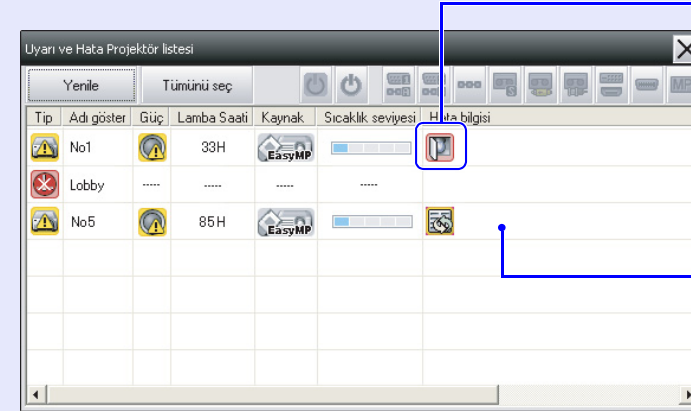 Uyarı ve Hata Projektör listesi
Yenile Tümünü seç
Tip Adı göster Güç Lamba Saati Kaynak Sıcaklık seviyesi Hata bilgisi
No1 33H EasyMP
Lobby ----- ----- ----- -----
No5 85H EasyMP